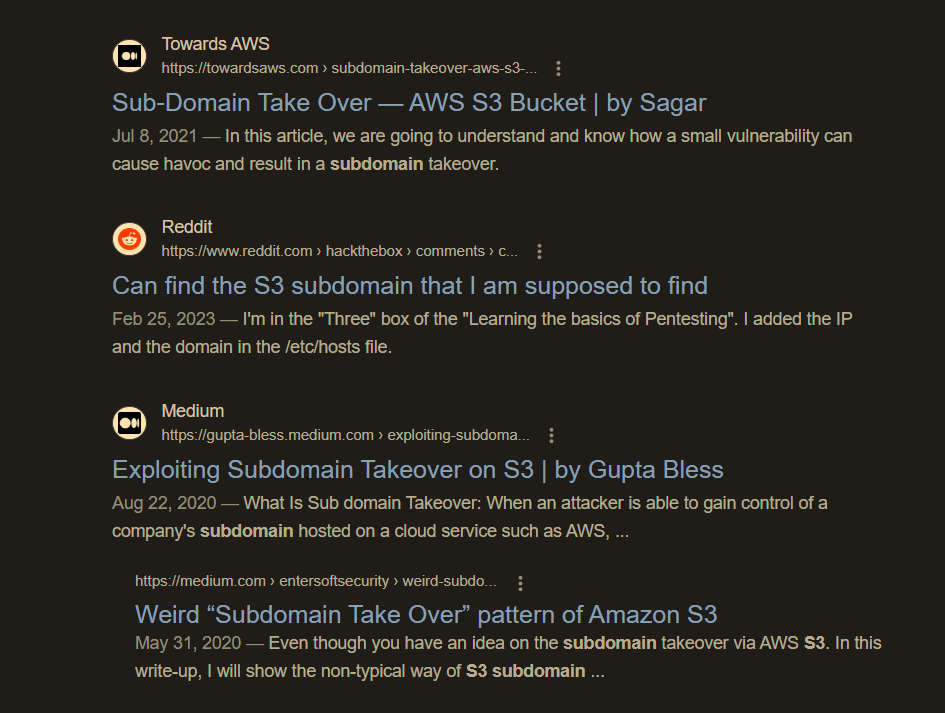 Towards AWS
https://towardsaws.com › subdomain-takeover-aws-s3-...
Sub-Domain Take Over — AWS S3 Bucket | by Sagar
Jul 8, 2021 — In this article, we are going to understand and know how a small vulnerability can
cause havoc and result in a subdomain takeover.
Reddit
https://www.reddit.com › hackthebox › comments › c...
Can find the S3 subdomain that I am supposed to find
Feb 25, 2023 — I'm in the "Three" box of the "Learning the basics of Pentesting". I added the IP
and the domain in the /etc/hosts file.
Medium
https://gupta-bless.medium.com › exploiting-subdoma...
Exploiting Subdomain Takeover on S3 | by Gupta Bless
Aug 22, 2020 — What Is Sub domain Takeover: When an attacker is able to gain control of a
company's subdomain hosted on a cloud service such as AWS, ...
https://medium.com › entersoftsecurity › weird-subdo...
Weird “Subdomain Take Over” pattern of Amazon S3
May 31, 2020 — Even though you have an idea on the subdomain takeover via AWS S3. In this
write-up, I will show the non-typical way of S3 subdomain ...